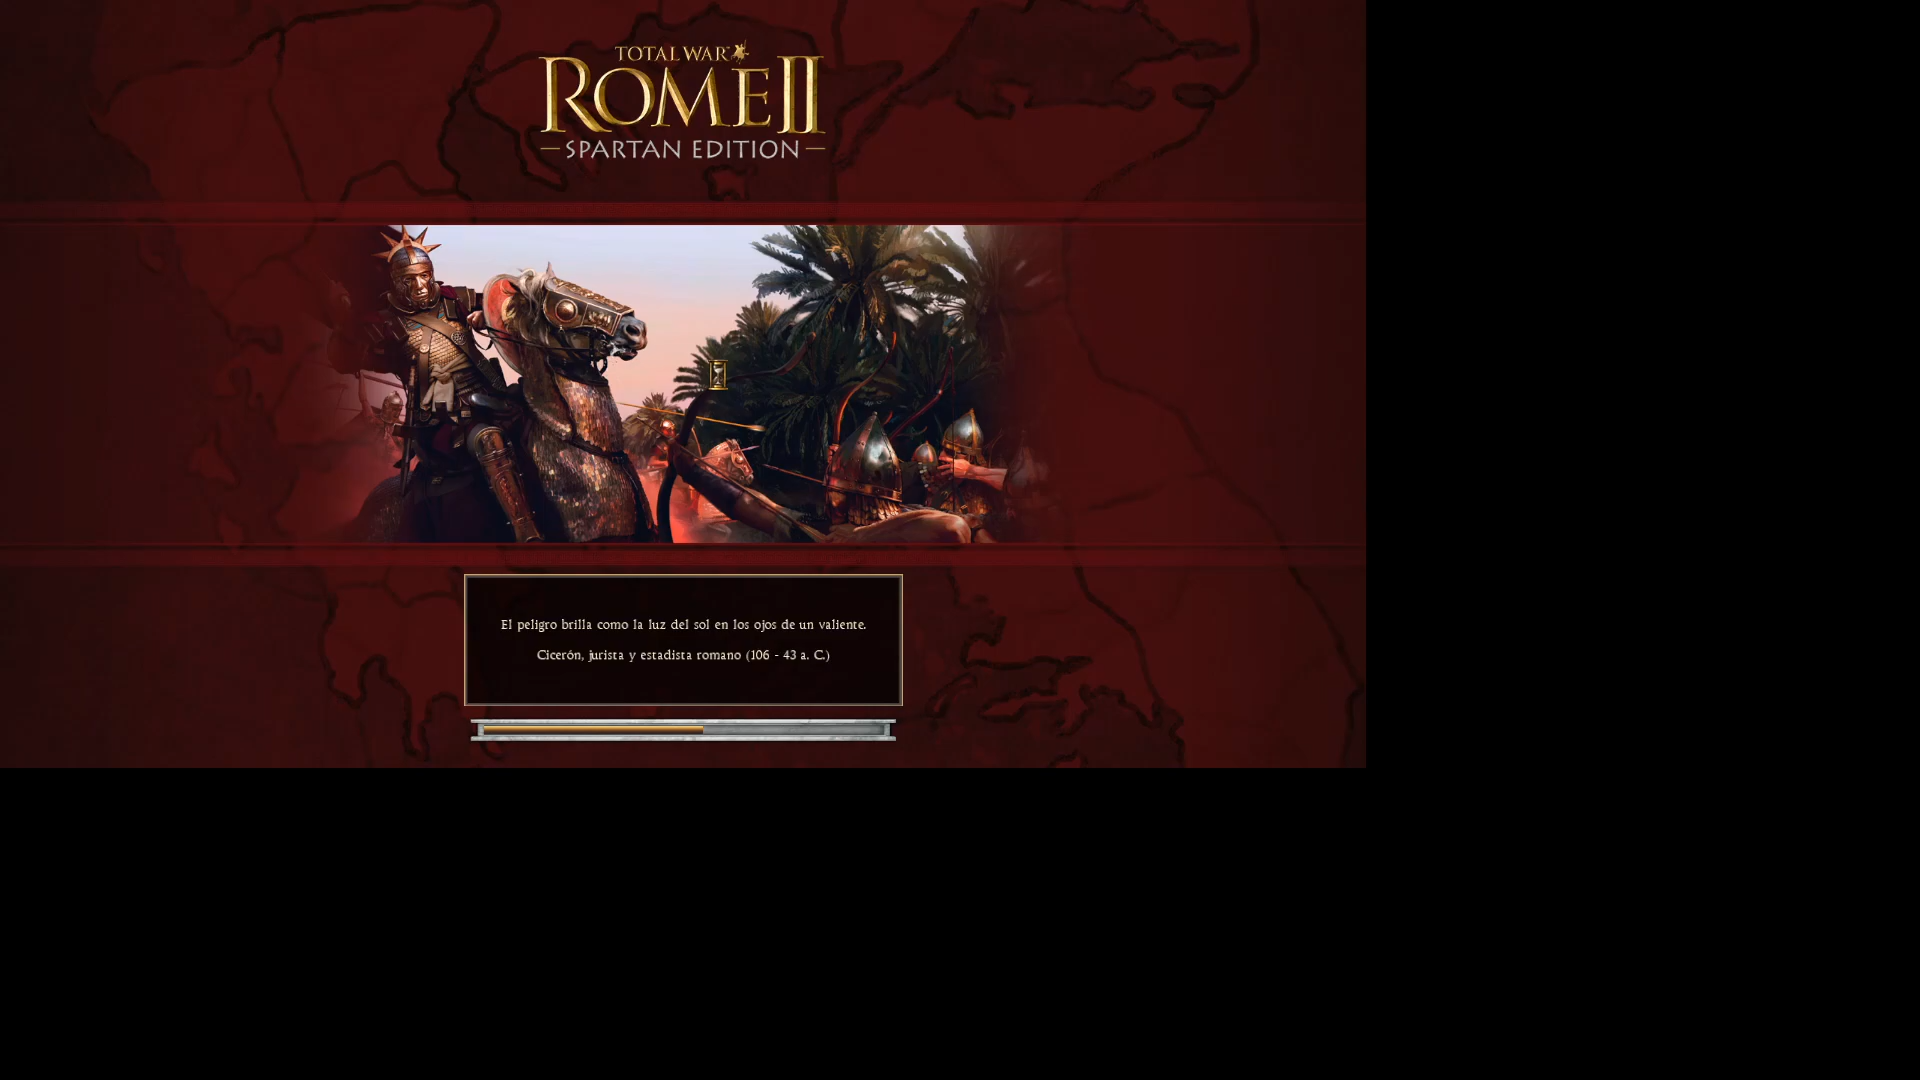 TOTAL WAR
ROME II
SPARTAN EDITION
El peligro brilla como la luz del sol en los ojos de un valiente.
Cicerón, jurista y estadista romano (106 - 43 a. C.)